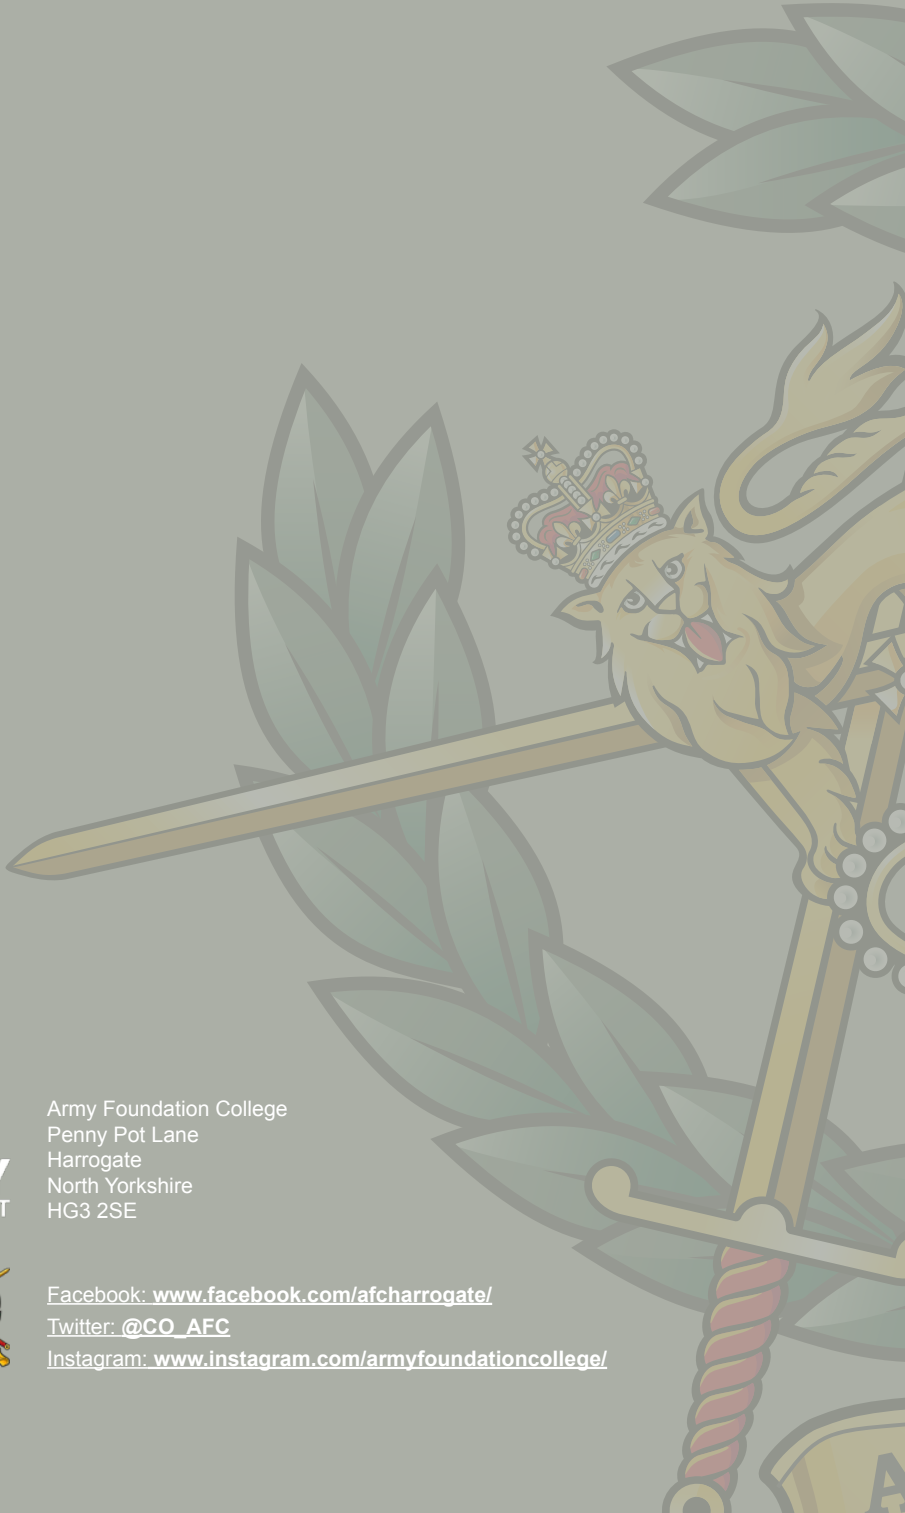 Army Foundation College
Penny Pot Lane
Harrogate
North Yorkshire
HG3 2SE
Facebook: www.facebook.com/afcharrogate/
Twitter: @CO_AFC
Instagram: www.instagram.com/armyfoundationcollege/